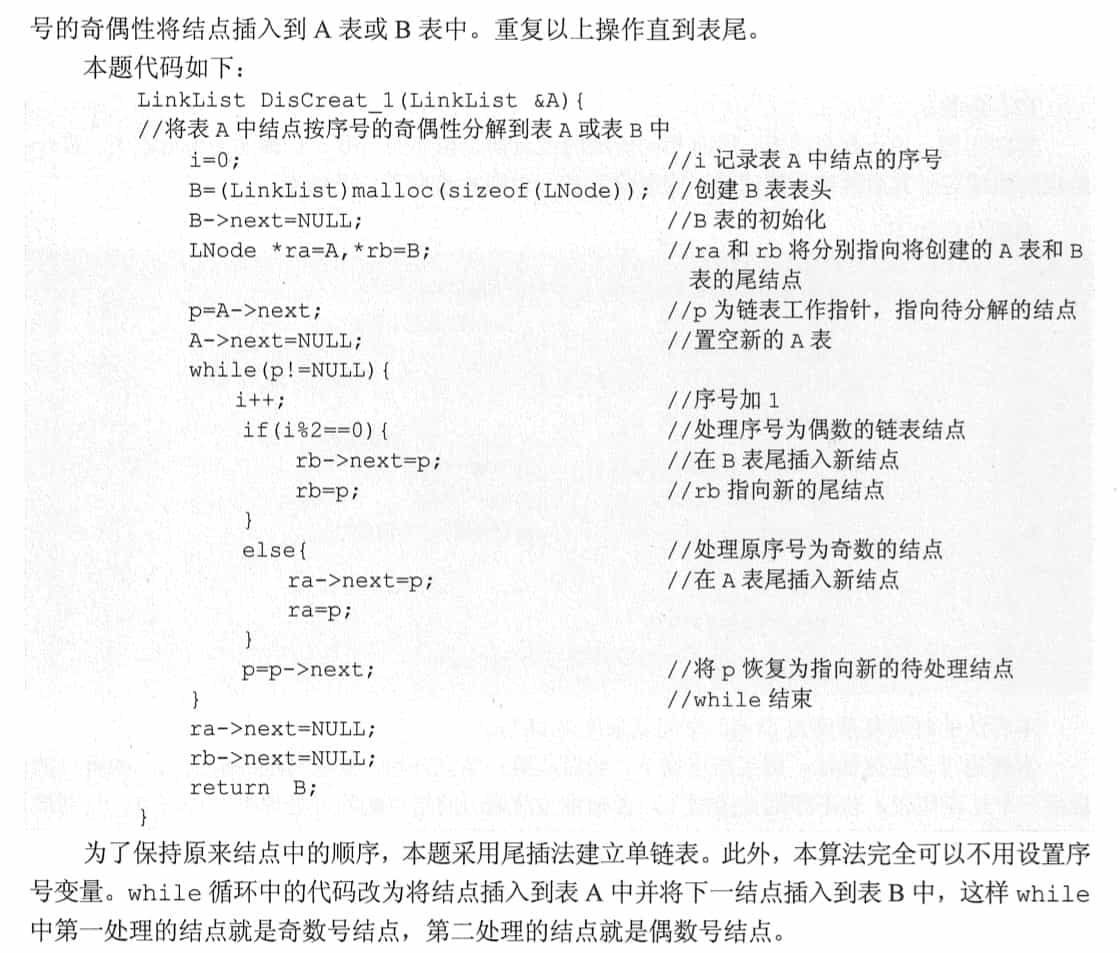 号的奇偶性将结点插入到 A 表或 B 表中。重复以上操作直到表尾。
本题代码如下：
LinkList DisCreat_1(LinkList &A){
//将表 A 中结点按序号的奇偶性分解到表 A 或表 B 中
i=0; //i 记录表 A 中结点的序号
B=(LinkList)malloc(sizeof(LNode)); //创建 B 表表头
B->next=NULL; //B 表的初始化
LNode *ra=A,*rb=B; //ra 和 rb 将分别指向将创建的 A 表和 B
表的尾结点
p=A->next; //p 为链表工作指针，指向待分解的结点
A->next=NULL; //置空新的 A 表
while(p!=NULL){
i++; //序号加 1
if(i%2==0){ //处理序号为偶数的链表结点
rb->next=p; //在 B 表尾插入新结点
rb=p; //rb 指向新的尾结点
}
else{ //处理原序号为奇数的结点
ra->next=p; //在 A 表尾插入新结点
ra=p;
}
p=p->next; //将 p 恢复为指向新的待处理结点
} //while 结束
ra->next=NULL;
rb->next=NULL;
return B;
}
为了保持原来结点中的顺序，本题采用尾插法建立单链表。此外，本算法完全可以不用设置序
号变量。while 循环中的代码改为将结点插入到表 A 中并将下一结点插入到表 B 中，这样 while
中第一处理的结点就是奇数号结点，第二处理的结点就是偶数号结点。